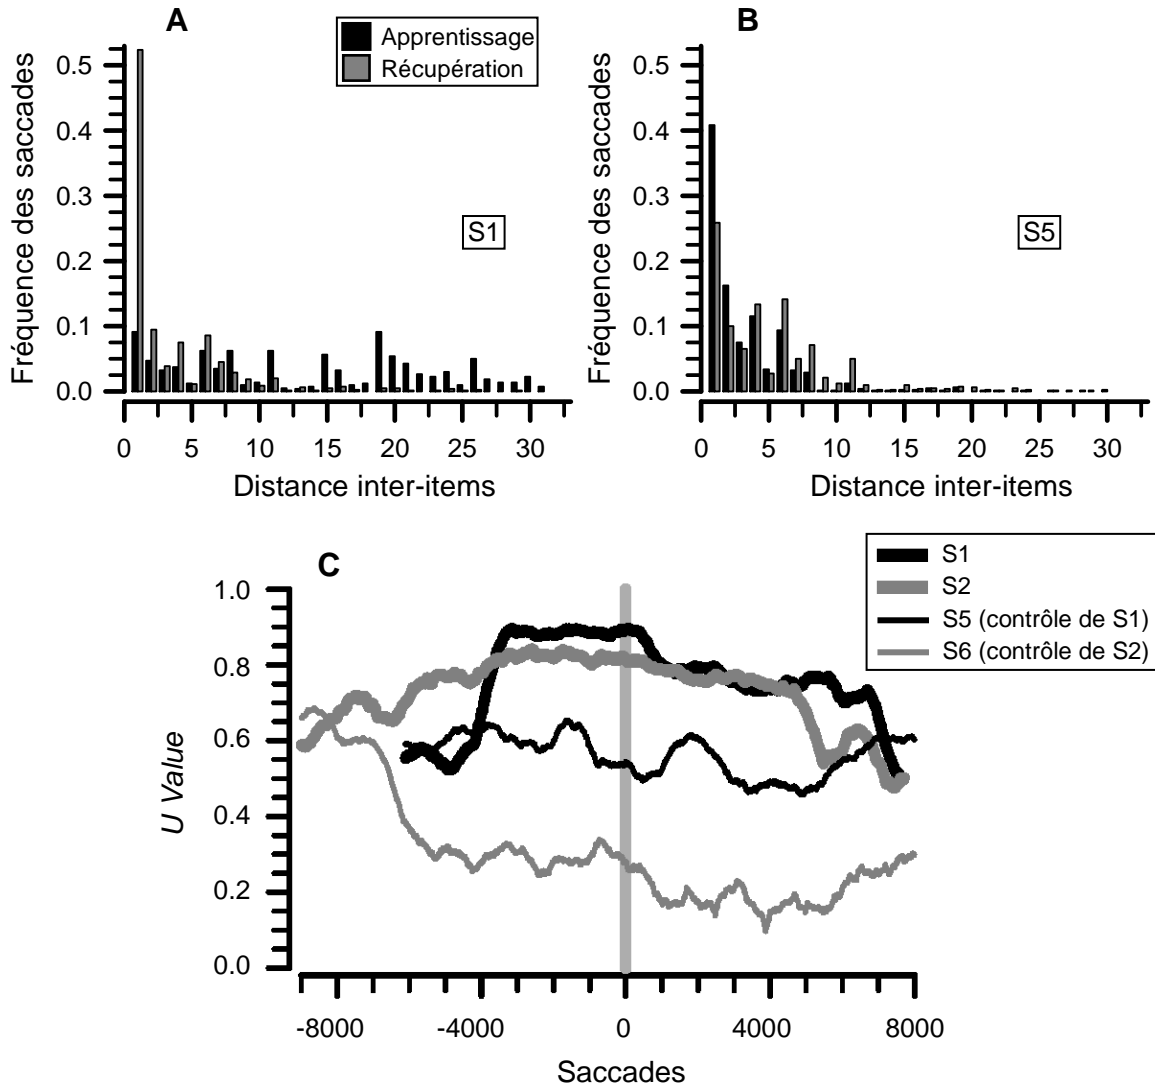 A
Apprentissage
Récupération
Fréquence des saccades
0.5
0.4
0.3
0.2
0.1
0.0
S1
0 5 10 15 20 25 30
Distance inter-items
B
Fréquence des saccades
0.5
0.4
0.3
0.2
0.1
0.0
S5
0 5 10 15 20 25 30
Distance inter-items
C
S1
S2
S5 (contrôle de S1)
S6 (contrôle de S2)
U Value
1.0
0.8
0.6
0.4
0.2
0.0
-8000 -4000 0 4000 8000
Saccades